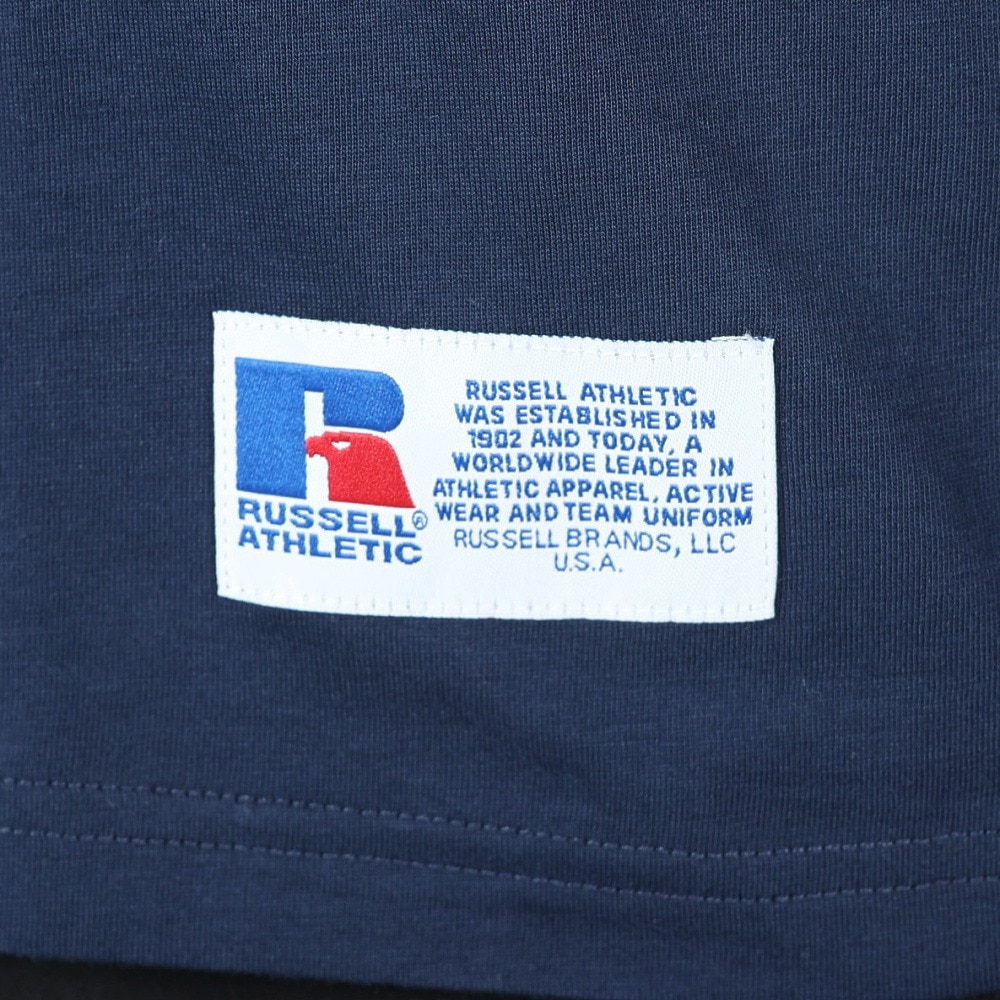 R
RUSSELL®
ATHLETIC
RUSSELL ATHLETIC
WAS ESTABLISHED IN
1902 AND TODAY, A
WORLDWIDE LEADER IN
ATHLETIC APPAREL, ACTIVE
WEAR AND TEAM UNIFORM
RUSSELL BRANDS, LLC
U.S.A.